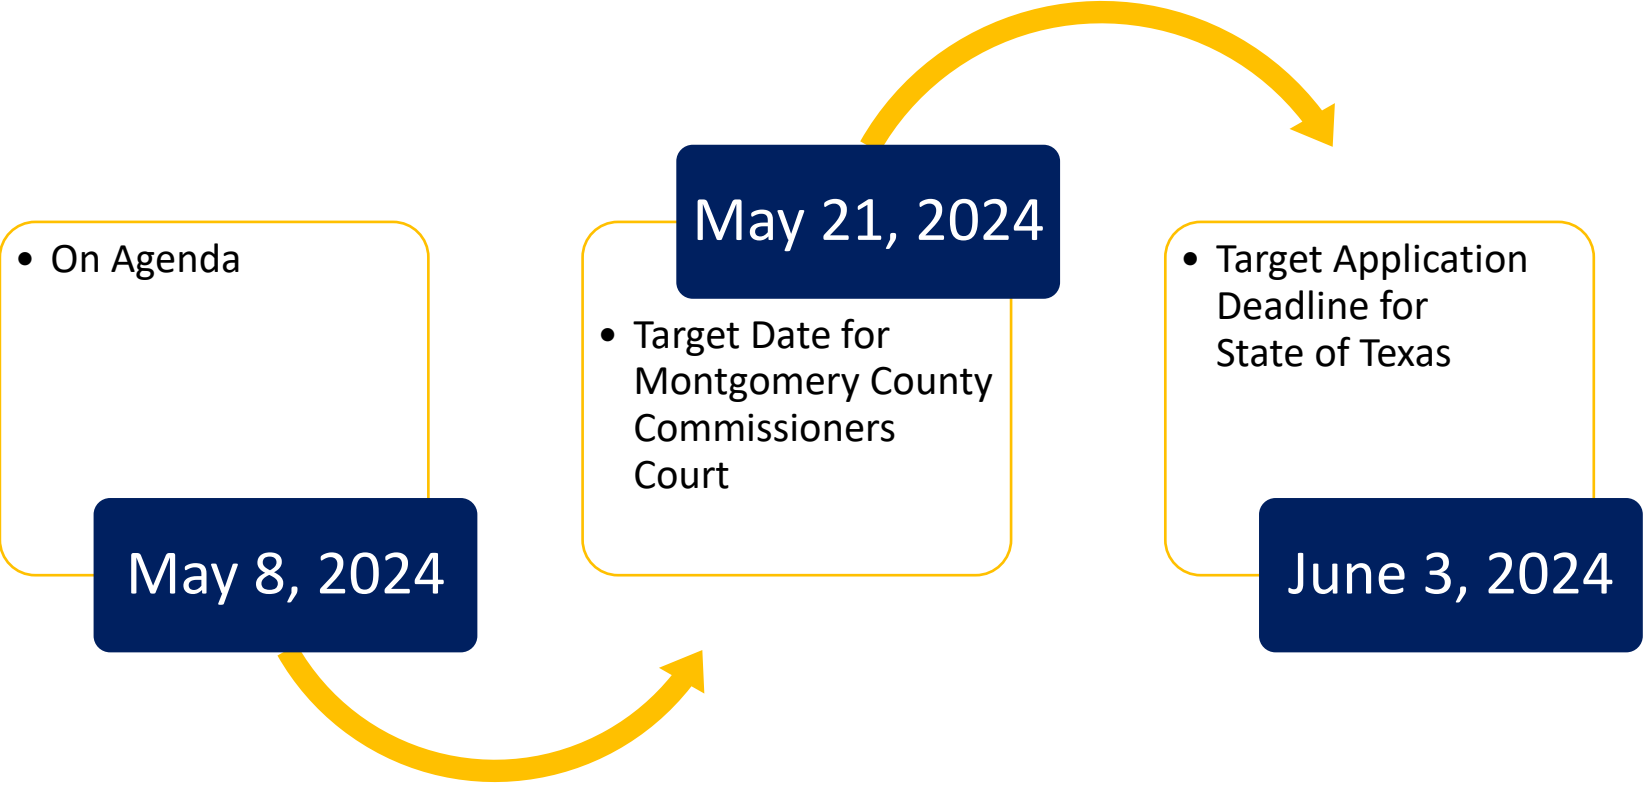 • On Agenda
May 8, 2024
May 21, 2024
• Target Date for
Montgomery County
Commissioners
Court
• Target Application
Deadline for
State of Texas
June 3, 2024